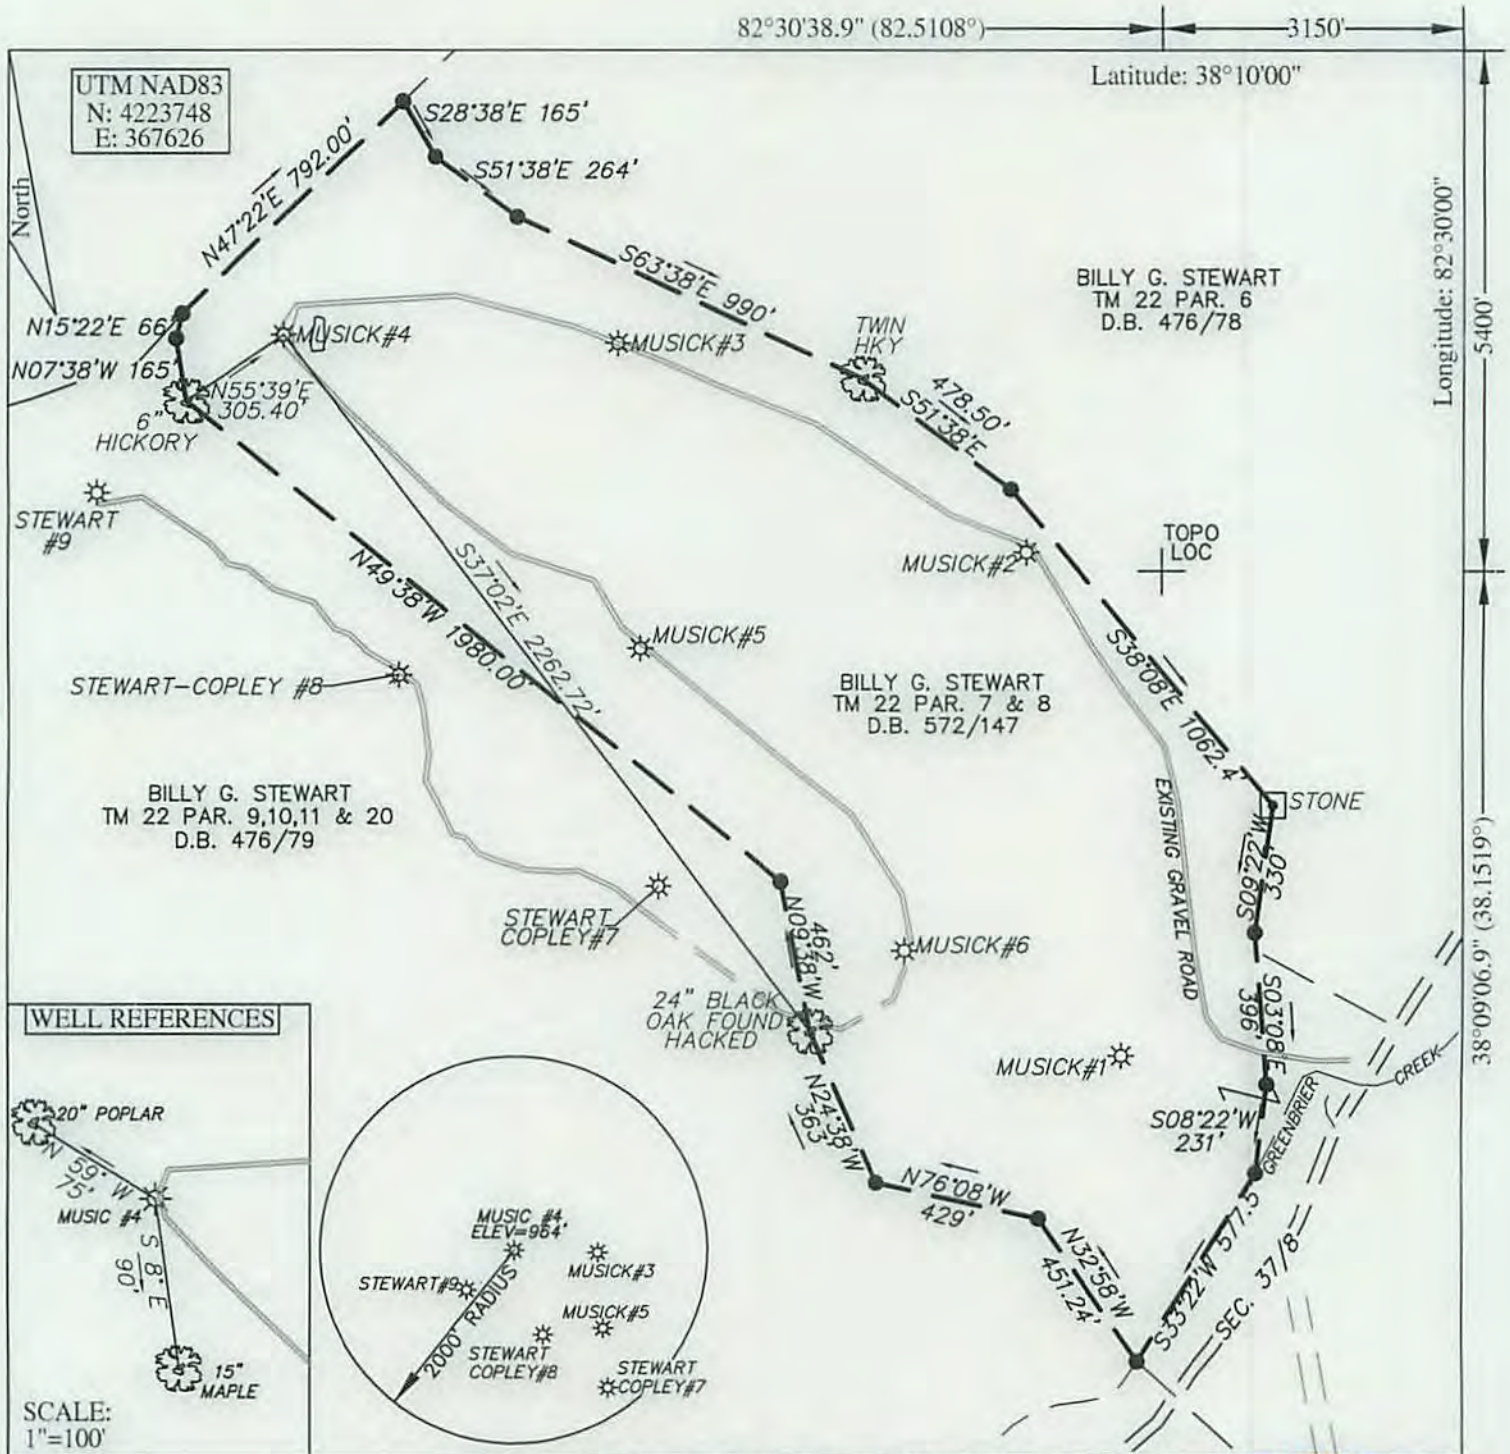 82°30'38.9" (82.5108°)
3150'
Latitude: 38°10'00"
UTM NAD83
N: 4223748
E: 367626
North
S28°38'E 165'
S51°38'E 264'
N47°22'E 792.00'
S63°38'E 990'
BILLY G. STEWART
TM 22 PAR. 6
D.B. 476/78
Longitude: 82°30'00"
5400'
N15°22'E 66'
N07°38'W 165'
MUSICK#4
MUSICK#3
TWIN
HKY
N55°39'E
305.40'
6"
HICKORY
478.50'
S51°38'E
STEWART
#9
MUSICK#2
TOPO
LOC
N49°38'W 1980.00'
S37°02'E 2262.72'
MUSICK#5
S38°08'E 1062.4'
STEWART-COPLEY #8
BILLY G. STEWART
TM 22 PAR. 7 & 8
D.B. 572/147
BILLY G. STEWART
TM 22 PAR. 9,10,11 & 20
D.B. 476/79
STONE
EXISTING GRAVEL ROAD
S09°22'W
330'
38°09'06.9" (38.1519°)
STEWART
COPLEY#7
N09°38'W
462'
MUSICK#6
24" BLACK
OAK FOUND
HACKED
S03°08'E
396'
MUSICK#1
CREEK
GREENBRIER
S08°22'W
231'
N24°38'W
363'
N76°08'W
429'
N32°58'W
451.24'
S33°22'W 577.5'
SEC. 37/8
WELL REFERENCES
20" POPLAR
N 59° W
75'
MUSIC #4
S 8° E
90'
15"
MAPLE
SCALE:
1"=100'
MUSIC #4
ELEV=964'
MUSICK#3
STEWART#9
2000' RADIUS
MUSICK#5
STEWART
COPLEY#8
STEWART
COPLEY#7